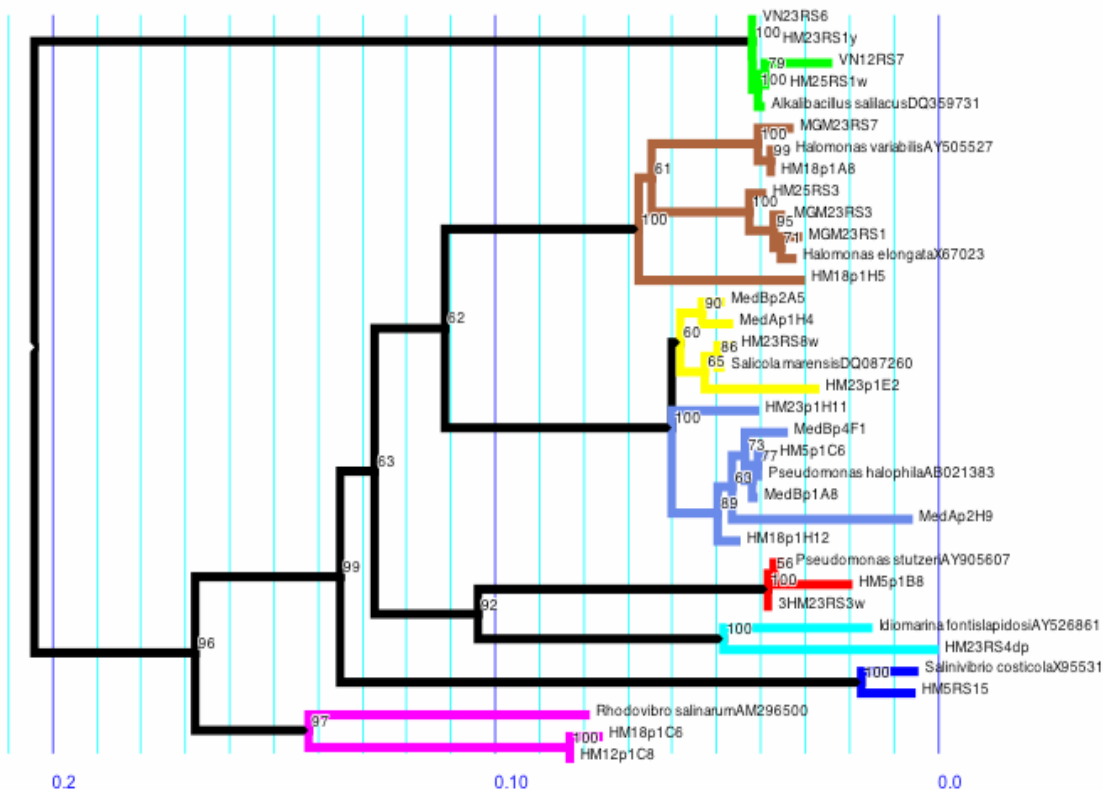 VN23RS6
100 HM23RS1y
79 VN12RS7
100 HM25RS1w
Alkalibacillus salilacusDQ359731
MGM23RS7
100
99 Halomonas variabilisAY505527
HM18p1A8
61
HM25RS3
100
MGM23RS3
95
100
MGM23RS1
71
Halomonas elongataX67023
HM18p1H5
MedBp2A5
90
MedAp1H4
62
60
HM23RS8w
86
Salicola marensisDQ087260
65
HM23p1E2
HM23p1H11
100
MedBp4F1
73
HM5p1C6
77
63
Pseudomonas halophilaAB021383
63
MedBp1A8
89
MedAp2H9
HM18p1H12
Pseudomonas stutzeriAY905607
56
99
100
HM5p1B8
92
3HM23RS3w
Idiomarina fontislapidosiAY526861
100
96
HM23RS4dp
Salinivibrio costicolaX95531
100
HM5RS15
Rhodovibro salinarumAM296500
97
HM18p1C6
100
HM12p1C8
0.2 0.10 0.0